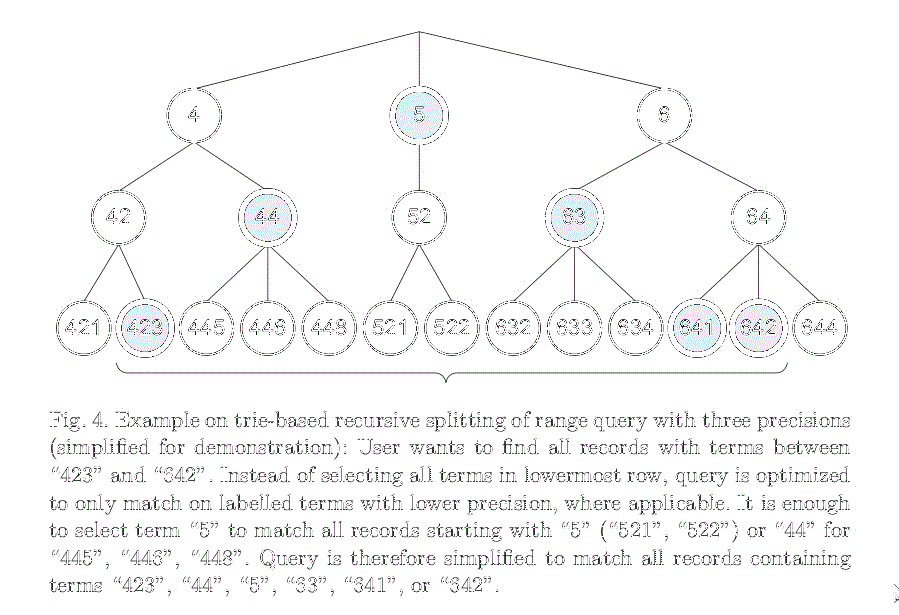 4 5 6
42 44 52 63 64
421 423 445 446 448 521 522 632 633 634 641 642 644
Fig. 4. Example on trie-based recursive splitting of range query with three precisions
(simplified for demonstration): User wants to find all records with terms between
“423” and “642”. Instead of selecting all terms in lowermost row, query is optimized
to only match on labelled terms with lower precision, where applicable. It is enough
to select term “5” to match all records starting with “5” (“521”, “522”) or “44” for
“445”, “446”, “448”. Query is therefore simplified to match all records containing
terms “423”, “44”, “5”, “63”, “641”, or “642”.